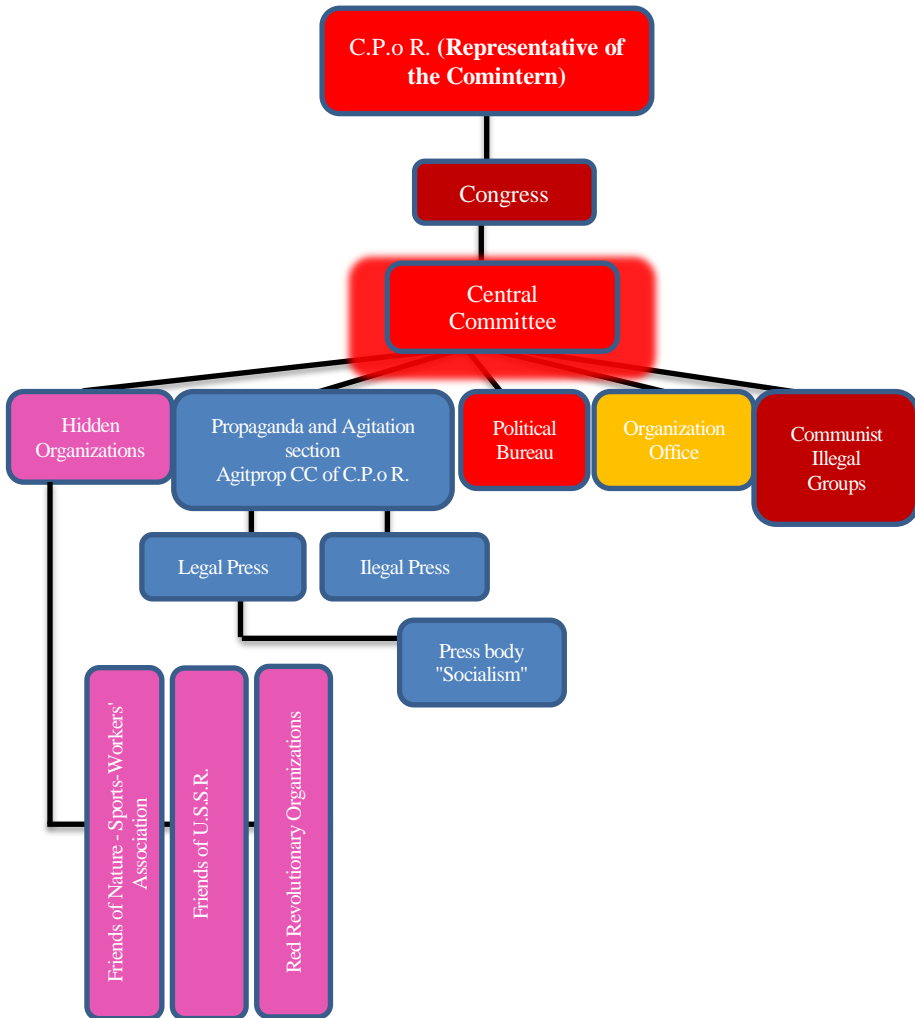 C.P.o R. (Representative of
the Comintern)
Congress
Central
Committee
Hidden
Organizations
Propaganda and Agitation
section
Agitprop CC of C.P.o R.
Political
Bureau
Organization
Office
Communist
Illegal
Groups
Legal Press
Ilegal Press
Press body
"Socialism"
Friends of Nature - Sports-Workers'
Association
Friends of U.S.S.R.
Red Revolutionary Organizations